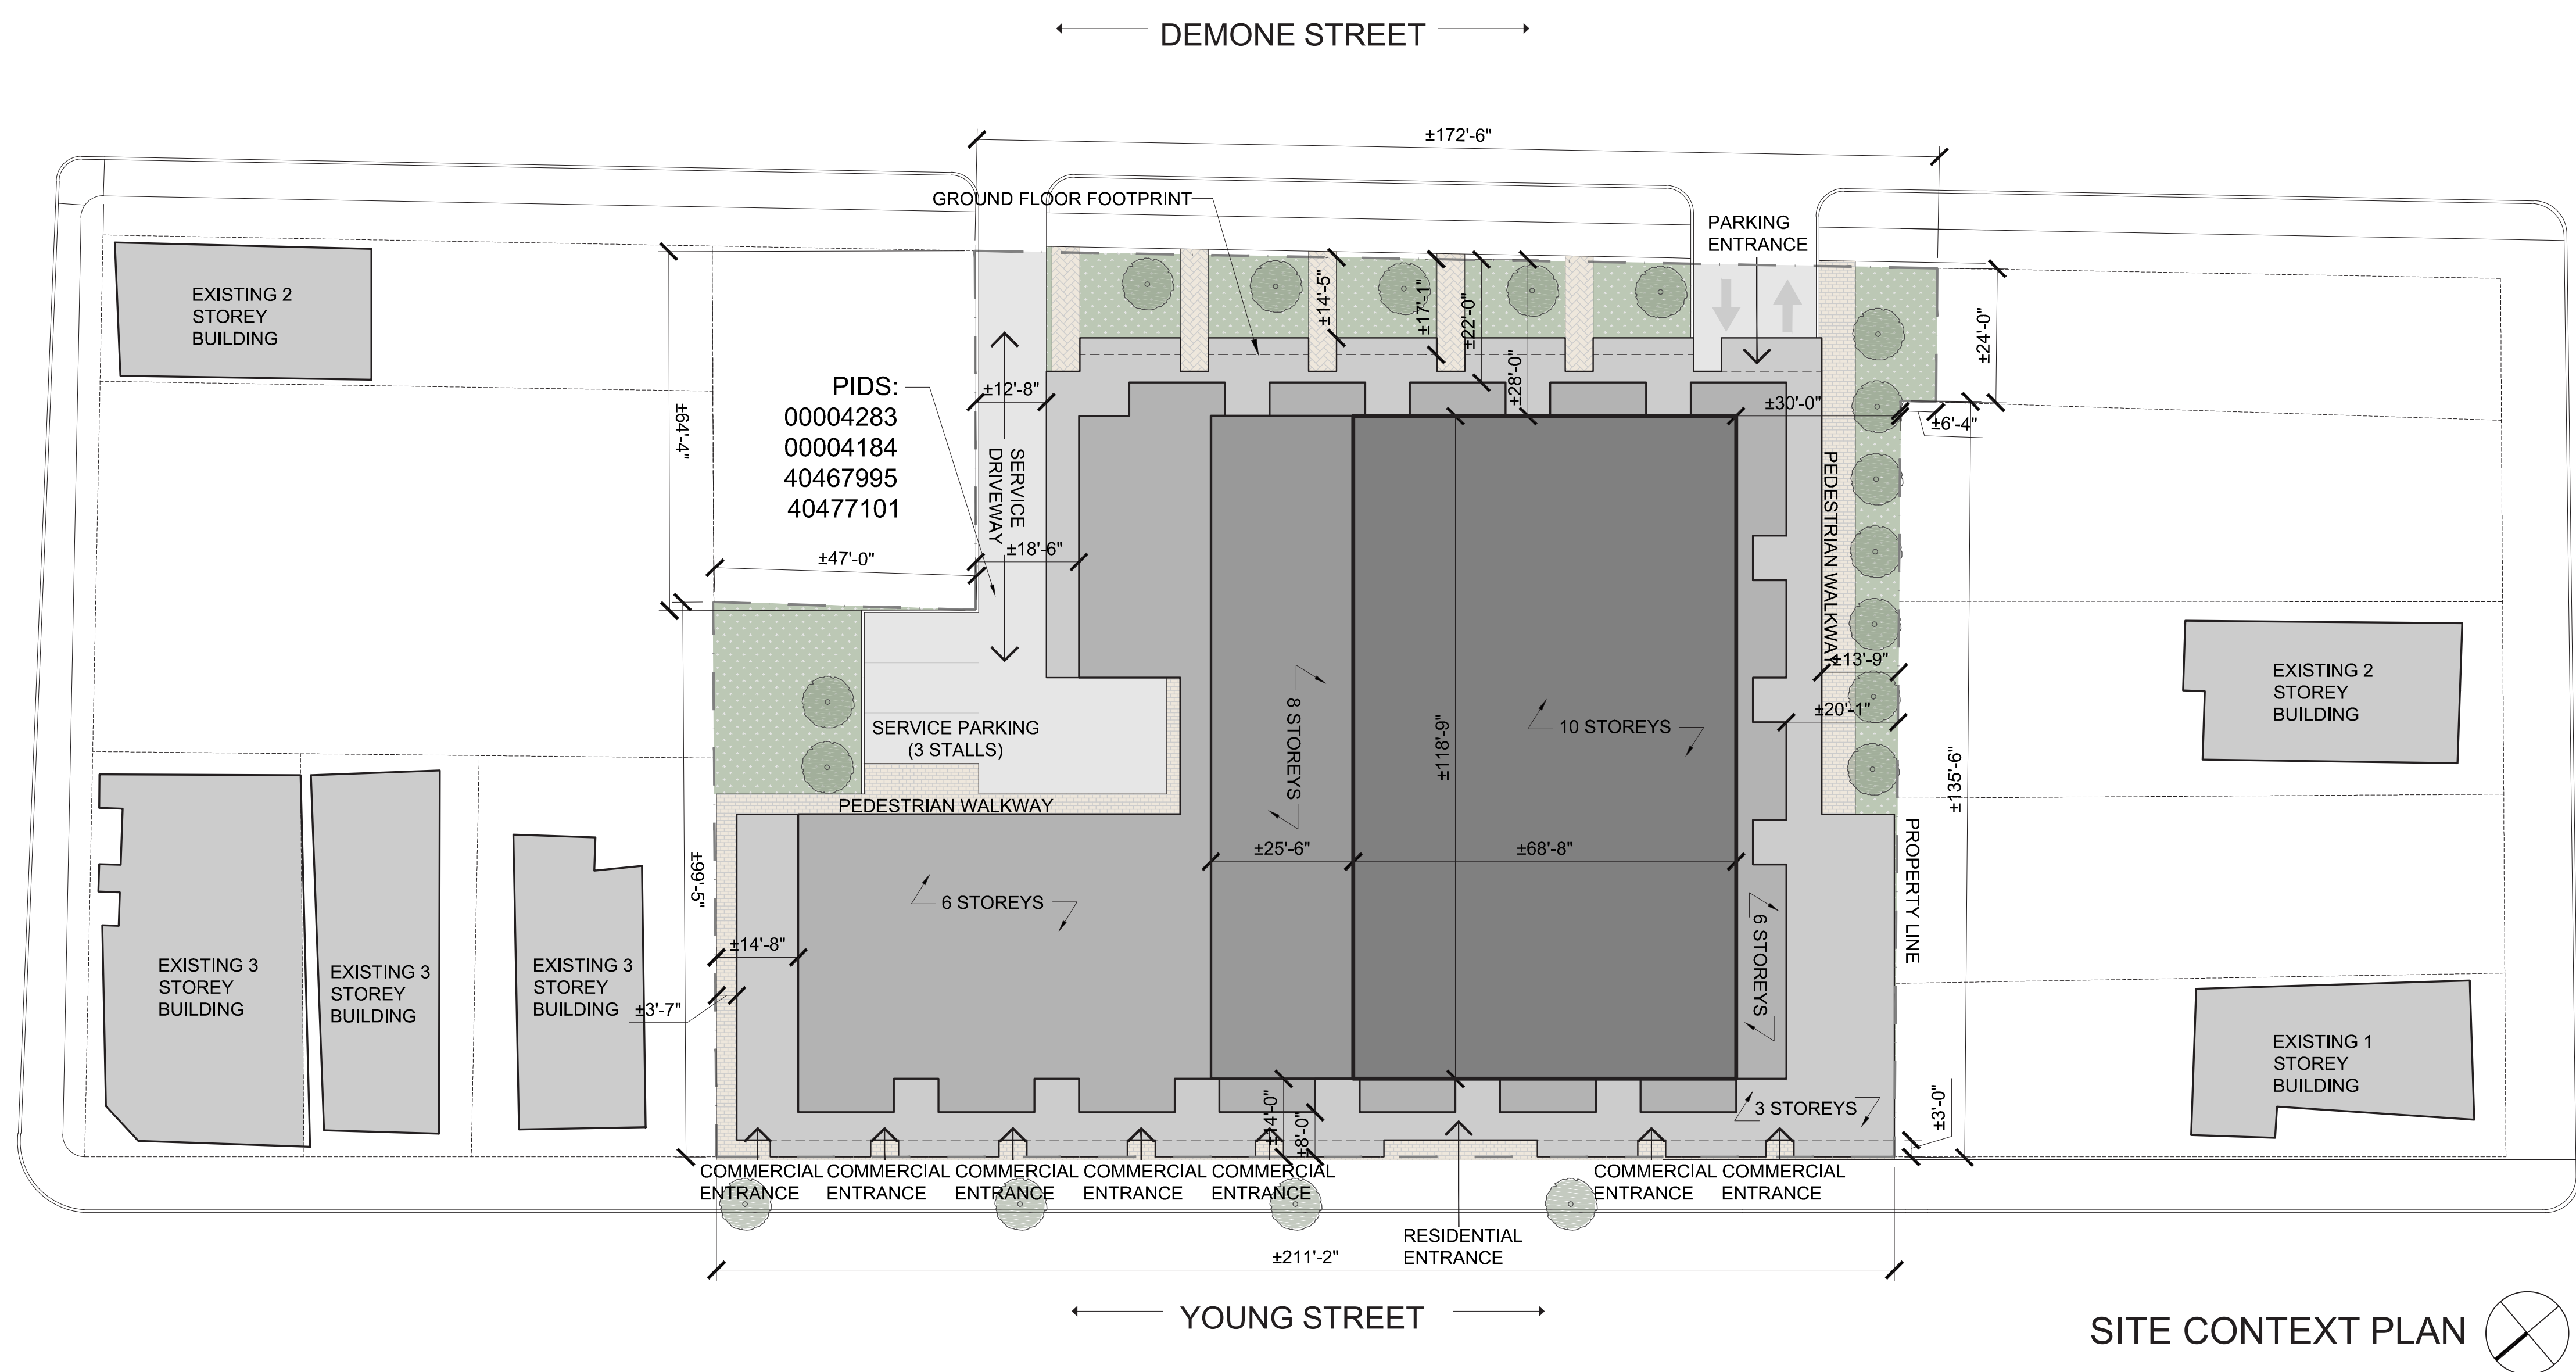 DEMONE STREET
±172'-6"
GROUND FLOOR FOOTPRINT
PARKING
ENTRANCE
EXISTING 2
STOREY
BUILDING
±14'-5"
±17'-1"
±22'-0"
±28'-0"
±24'-0"
PIDS:
00004283
00004184
40467995
40477101
±12'-8"
±30'-0"
±6'-4"
±64'-4"
SERVICE
DRIVEWAY
±18'-6"
±47'-0"
PEDESTRIAN WALKWAY
±13'-9"
±20'-1"
EXISTING 2
STOREY
BUILDING
SERVICE PARKING
(3 STALLS)
8 STOREYS
10 STOREYS
±118'-9"
±135'-6"
PEDESTRIAN WALKWAY
±25'-6"
±68'-8"
PROPERTY LINE
±99'-5"
6 STOREYS
6 STOREYS
±14'-8"
EXISTING 3
STOREY
BUILDING
EXISTING 3
STOREY
BUILDING
EXISTING 3
STOREY
BUILDING
±3'-7"
EXISTING 1
STOREY
BUILDING
±14'-0"
±8'-0"
3 STOREYS
±3'-0"
COMMERCIAL
ENTRANCE
COMMERCIAL
ENTRANCE
COMMERCIAL
ENTRANCE
COMMERCIAL
ENTRANCE
COMMERCIAL
ENTRANCE
COMMERCIAL
ENTRANCE
COMMERCIAL
ENTRANCE
RESIDENTIAL
ENTRANCE
±211'-2"
YOUNG STREET
SITE CONTEXT PLAN